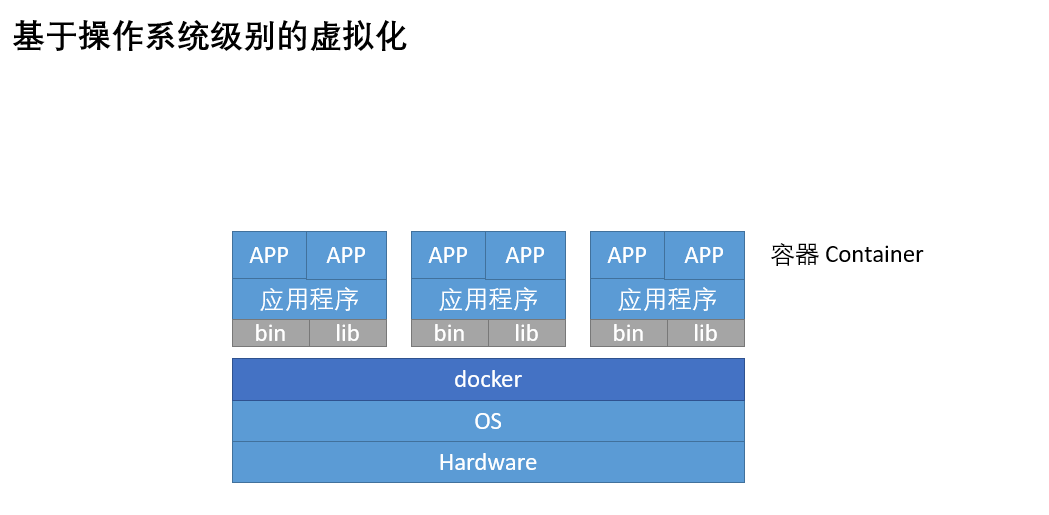 基于操作系统级别的虚拟化
APP APP APP APP APP APP 容器 Container
应用程序 应用程序 应用程序
bin lib bin lib bin lib
docker
OS
Hardware